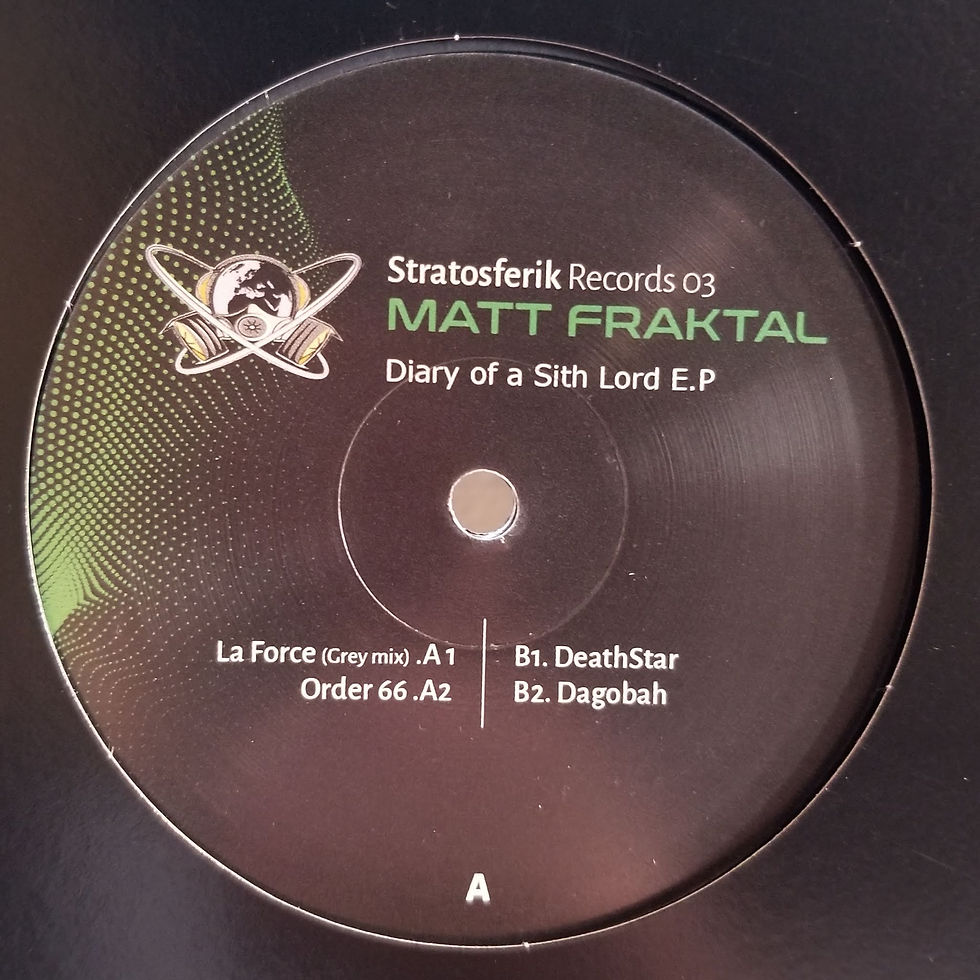 Stratosferik Records 03
MATT FRAKTAL
Diary of a Sith Lord E.P
La Force (Grey mix) .A1
Order 66 .A2
B1. DeathStar
B2. Dagobah
A